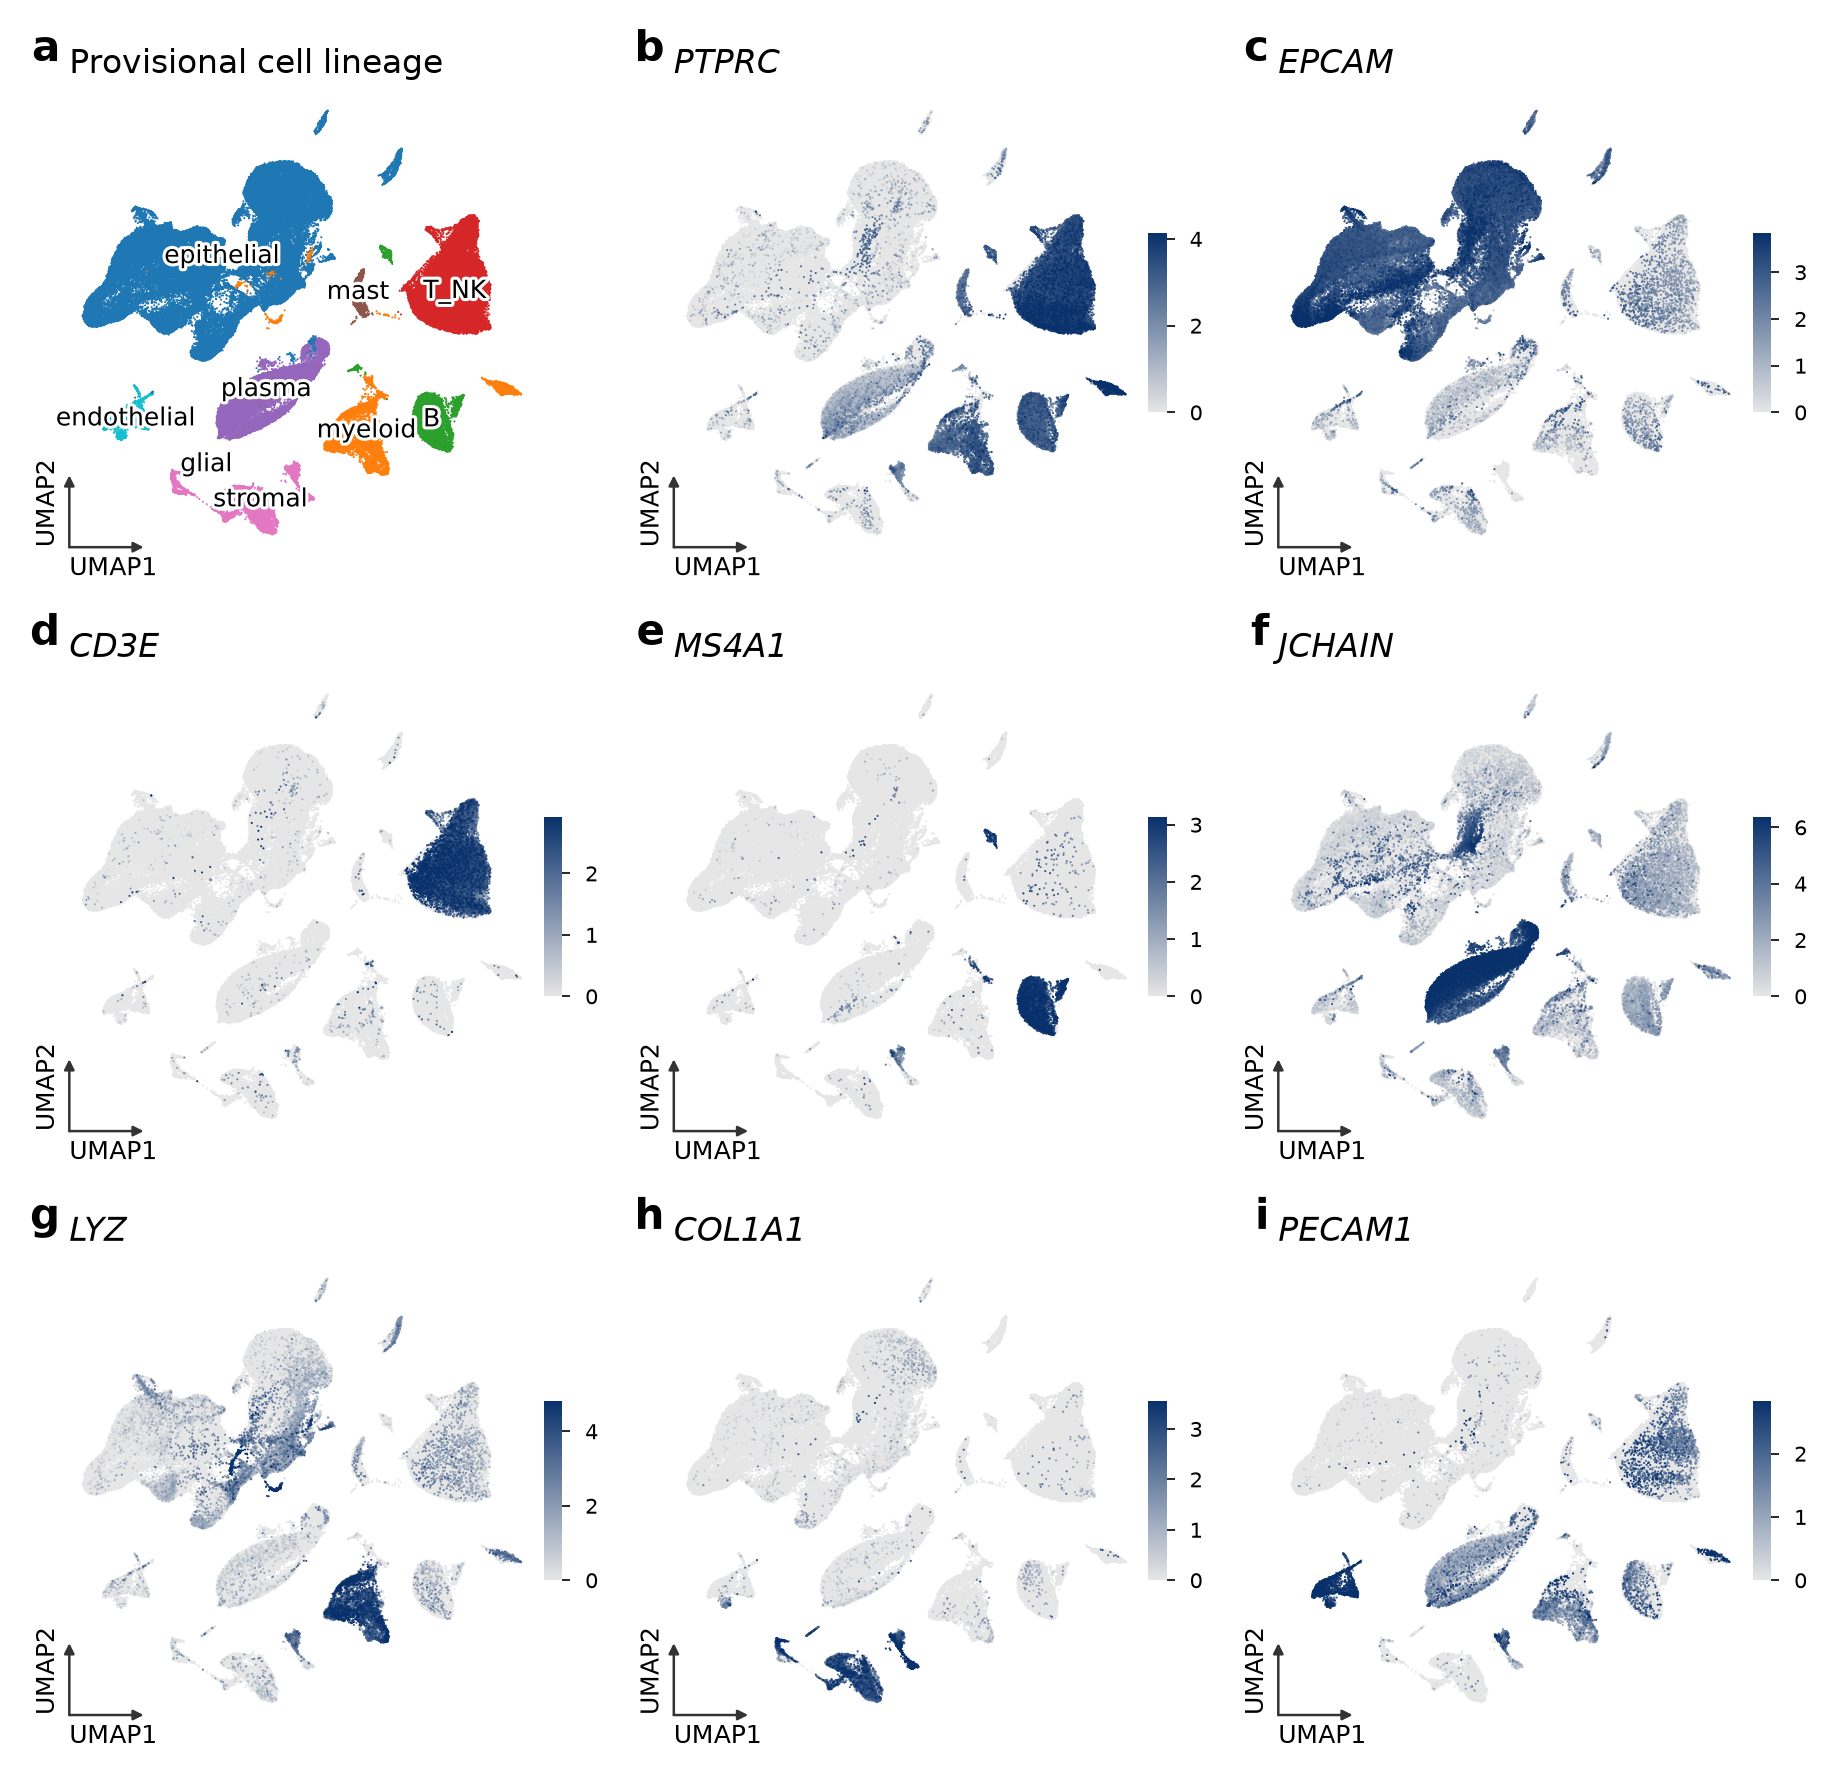 a Provisional cell lineage
epithelial
mast
T_NK
plasma
endothelial
myeloid
B
glial
stromal
UMAP2
UMAP1
b PTPRC
4
2
0
UMAP2
UMAP1
c EPCAM
3
2
1
0
UMAP2
UMAP1
d CD3E
2
1
0
UMAP2
UMAP1
e MS4A1
3
2
1
0
UMAP2
UMAP1
f JCHAIN
6
4
2
0
UMAP2
UMAP1
g LYZ
4
2
0
UMAP2
UMAP1
h COL1A1
3
2
1
0
UMAP2
UMAP1
i PECAM1
2
1
0
UMAP2
UMAP1